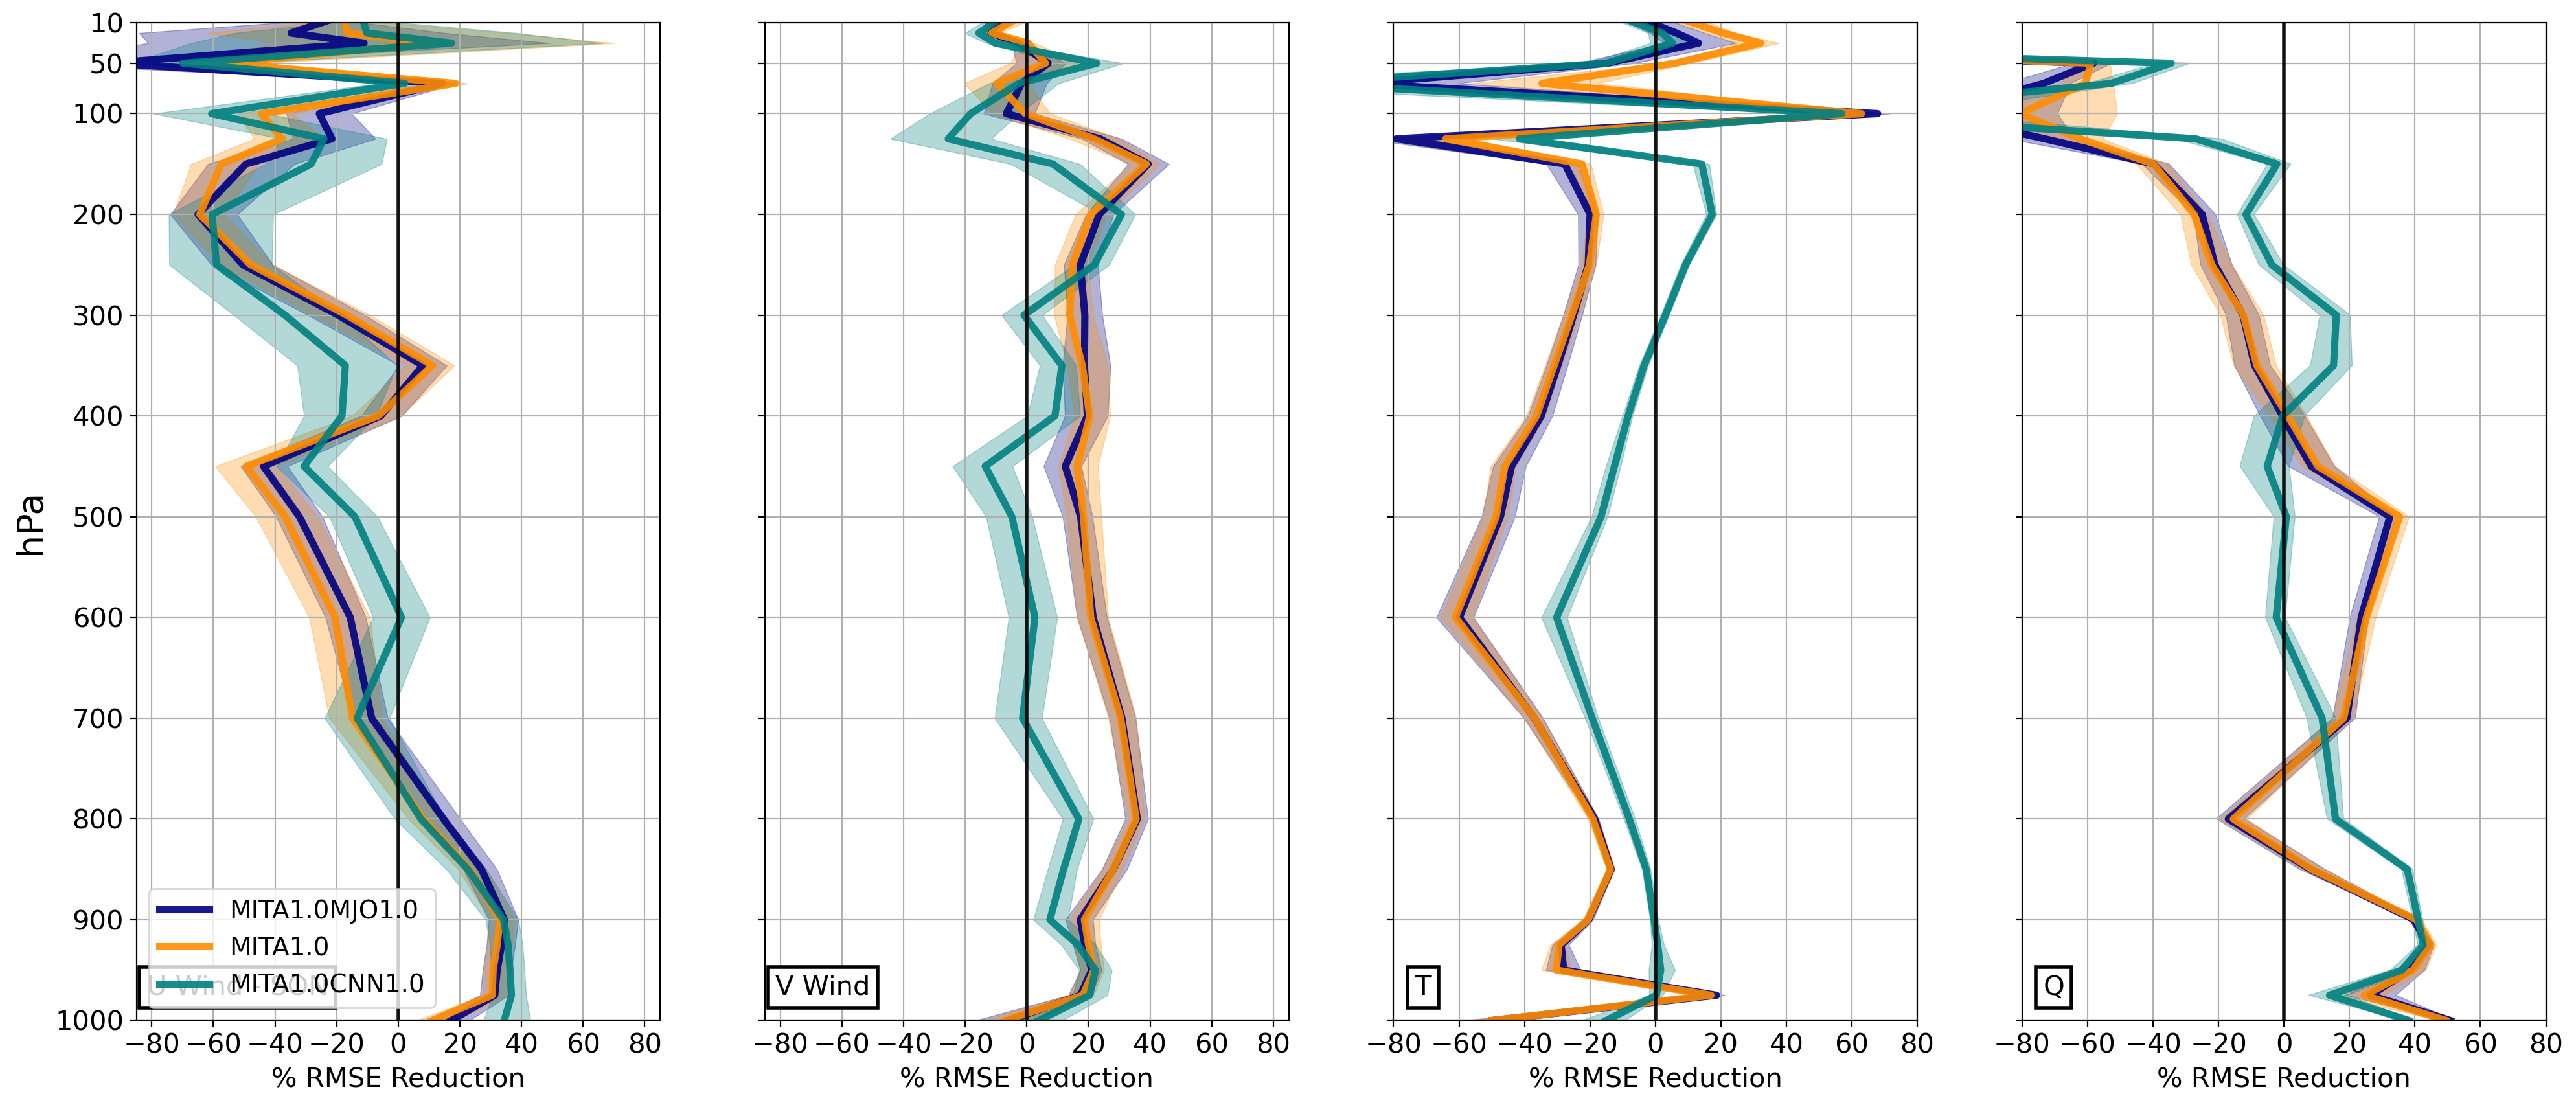 10
50
100
200
300
400
500
600
700
800
900
1000
hPa
MITA1.0MJO1.0
MITA1.0
MITA1.0CNN1.0
U Wind
−80 −60 −40 −20 0 20 40 60 80
% RMSE Reduction
V Wind
−80 −60 −40 −20 0 20 40 60 80
% RMSE Reduction
T
−80 −60 −40 −20 0 20 40 60 80
% RMSE Reduction
Q
−80 −60 −40 −20 0 20 40 60 80
% RMSE Reduction